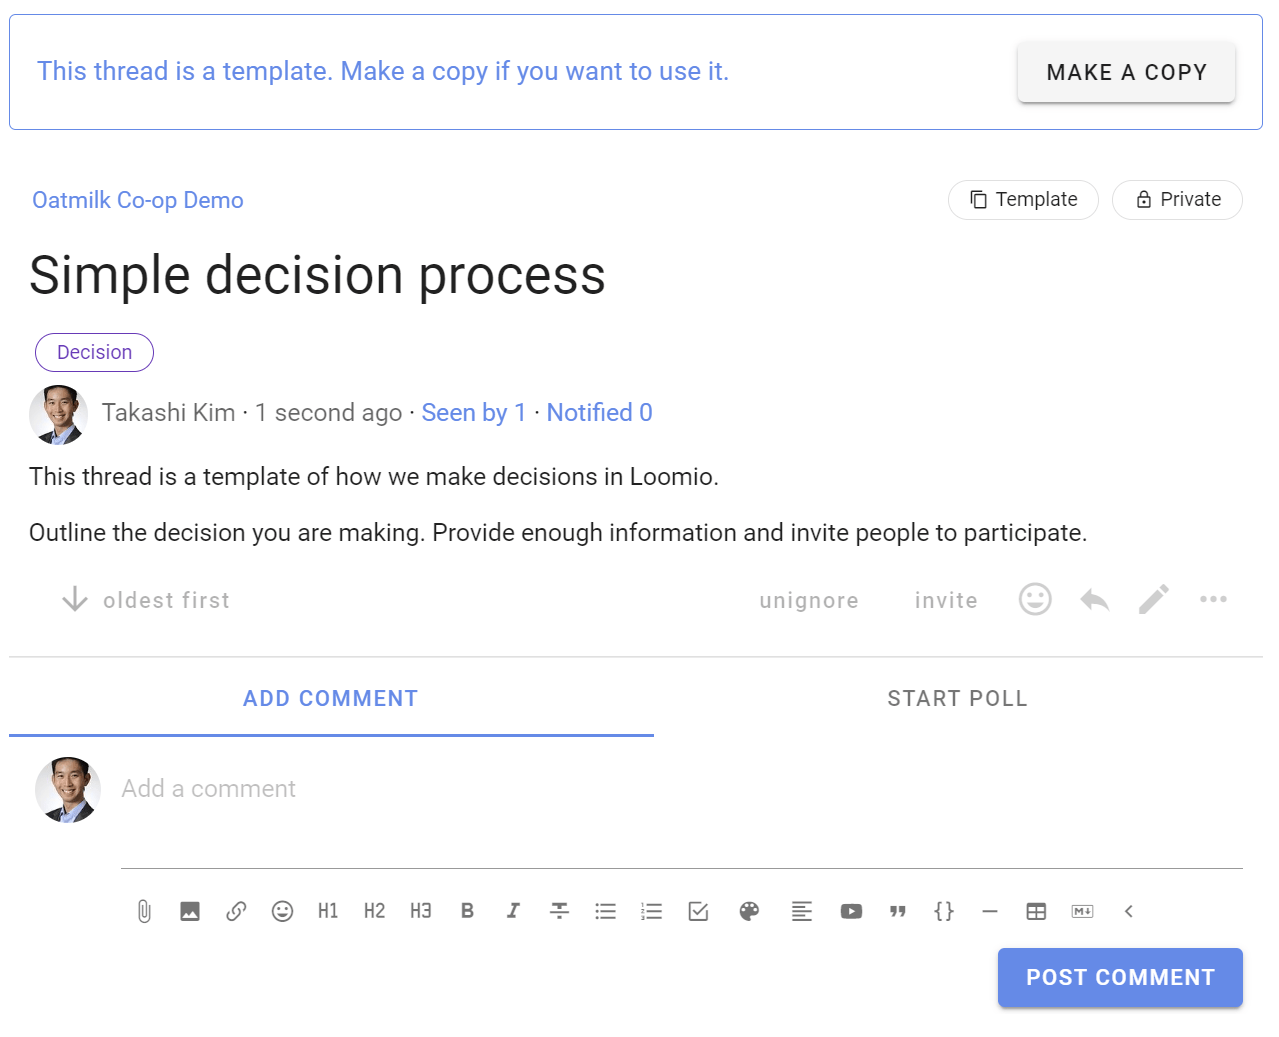 This thread is a template. Make a copy if you want to use it.
MAKE A COPY
Oatmilk Co-op Demo
Template
Private
Simple decision process
Decision
Takashi Kim · 1 second ago · Seen by 1 · Notified 0
This thread is a template of how we make decisions in Loomio.
Outline the decision you are making. Provide enough information and invite people to participate.
oldest first
unignore
invite
ADD COMMENT
START POLL
Add a comment
H1 H2 H3 B I S {} M↓
POST COMMENT